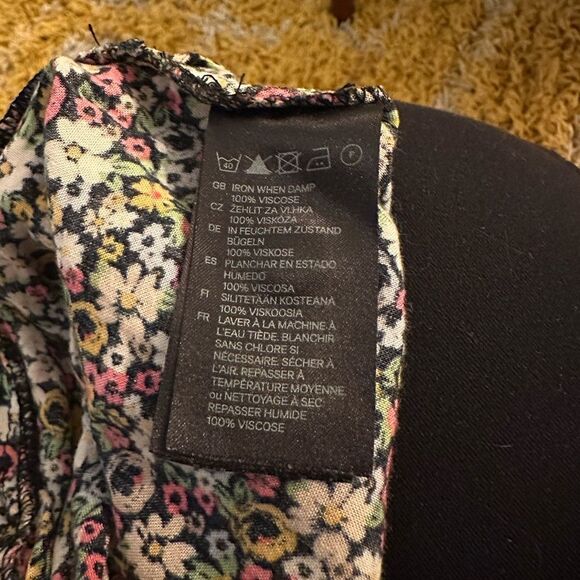 40 F
GB IRON WHEN DAMP
100% VISCOSE
CZ ŽEHLIT ZA VLHKA
100% VISKÓZA
DE IN FEUCHTEM ZUSTAND
BÜGELN
100% VISKOSE
ES PLANCHAR EN ESTADO
HUMEDO
100% VISCOSA
FI SILITETÄÄN KOSTEANA
100% VISKOOSIA
FR LAVER À LA MACHINE À
L'EAU TIÈDE. BLANCHIR
SANS CHLORE SI
NÉCESSAIRE. SÉCHER À
L'AIR. REPASSER À
TEMPÉRATURE MOYENNE.
ou NETTOYAGE À SEC.
REPASSER HUMIDE
100% VISCOSE